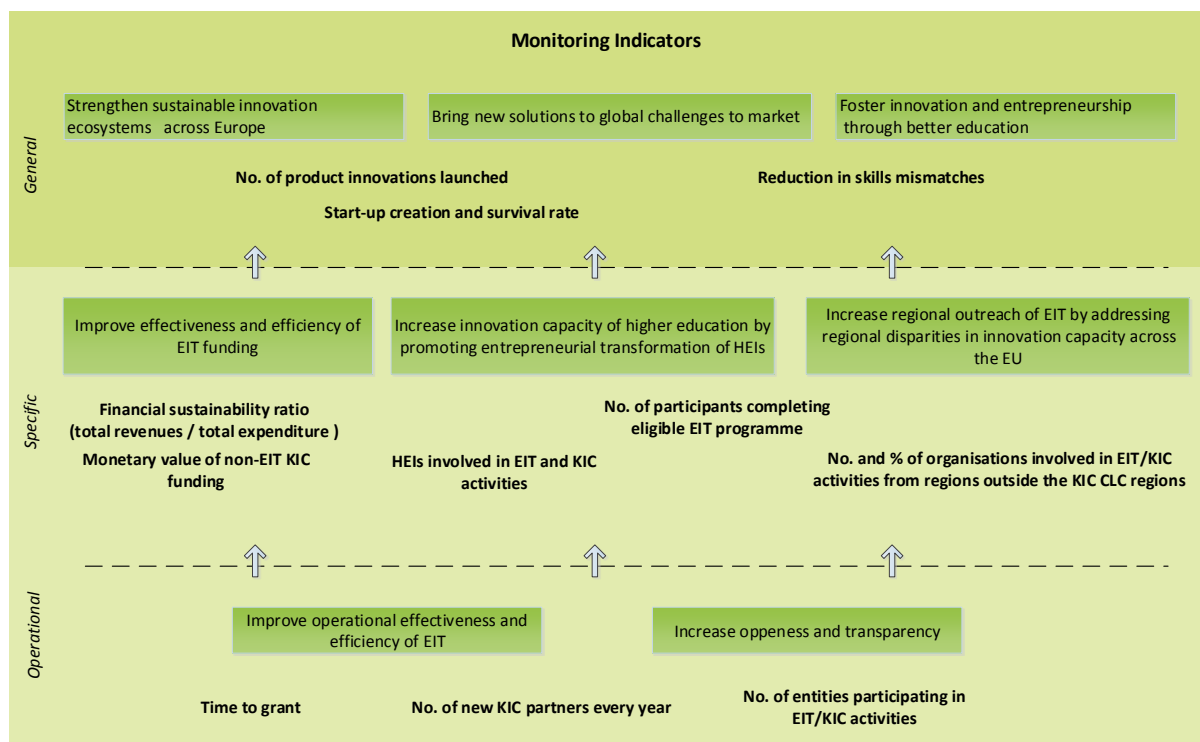 Monitoring Indicators
General
Strengthen sustainable innovation
ecosystems across Europe
Bring new solutions to global challenges to market
Foster innovation and entrepreneurship
through better education
No. of product innovations launched
Reduction in skills mismatches
Start-up creation and survival rate
Specific
Improve effectiveness and efficiency of
EIT funding
Increase innovation capacity of higher education by
promoting entrepreneurial transformation of HEIs
Increase regional outreach of EIT by addressing
regional disparities in innovation capacity across
the EU
Financial sustainability ratio
(total revenues / total expenditure )
Monetary value of non-EIT KIC
funding
HEIs involved in EIT and KIC
activities
No. of participants completing
eligible EIT programme
No. and % of organisations involved in EIT/KIC
activities from regions outside the KIC CLC regions
Operational
Improve operational effectiveness and
efficiency of EIT
Increase oppeness and transparency
Time to grant
No. of new KIC partners every year
No. of entities participating in
EIT/KIC activities